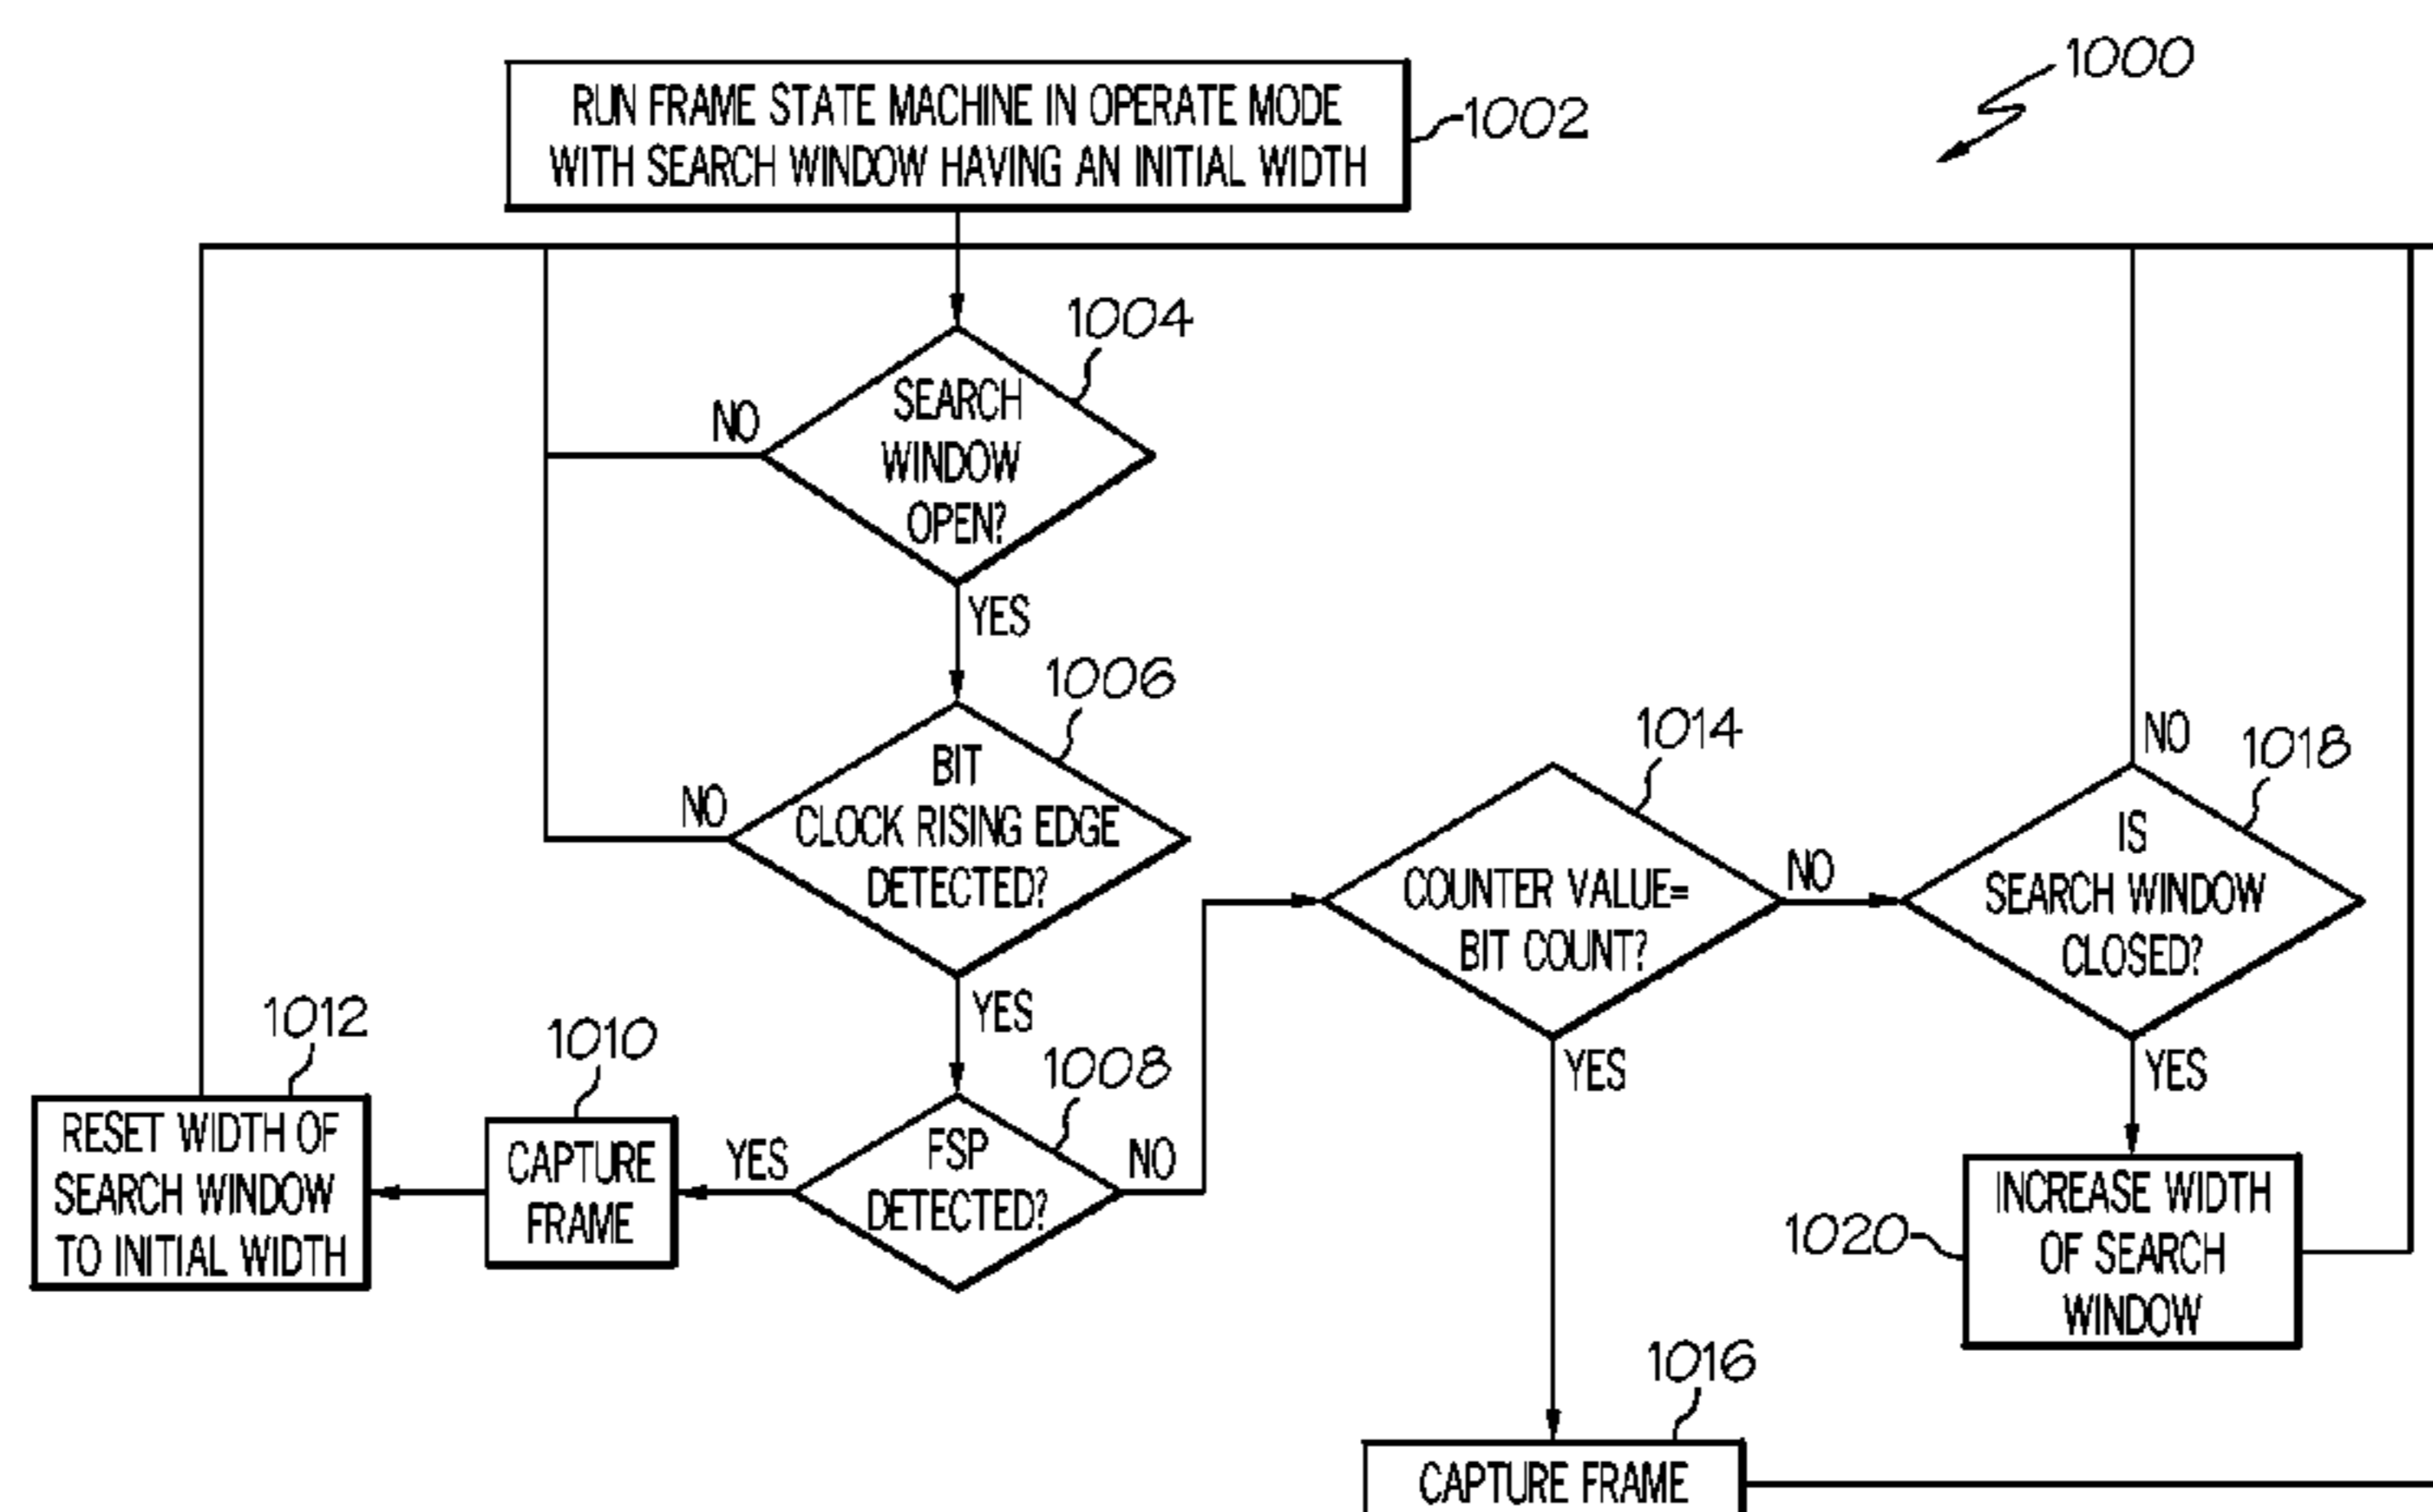 1000
RUN FRAME STATE MACHINE IN OPERATE MODE
WITH SEARCH WINDOW HAVING AN INITIAL WIDTH
1002
1004
SEARCH
WINDOW
OPEN?
NO
YES
1006
BIT
CLOCK RISING EDGE
DETECTED?
NO
YES
1008
FSP
DETECTED?
YES
NO
1010
CAPTURE
FRAME
1012
RESET WIDTH OF
SEARCH WINDOW
TO INITIAL WIDTH
1014
COUNTER VALUE=
BIT COUNT?
NO
YES
1018
IS
SEARCH WINDOW
CLOSED?
NO
YES
1020
INCREASE WIDTH
OF SEARCH
WINDOW
1016
CAPTURE FRAME